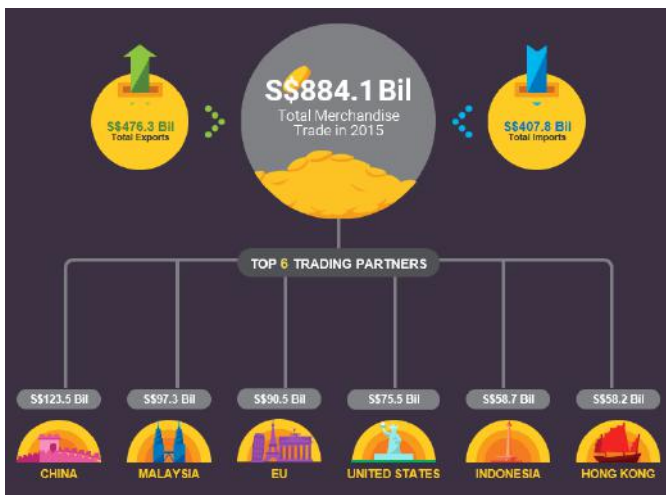 S$884.1 Bil
Total Merchandise
Trade in 2015
S$476.3 Bil
Total Exports
S$407.8 Bil
Total Imports
TOP 6 TRADING PARTNERS
S$123.5 Bil
S$97.3 Bil
S$90.5 Bil
S$75.5 Bil
S$58.7 Bil
S$58.2 Bil
CHINA
MALAYSIA
EU
UNITED STATES
INDONESIA
HONG KONG